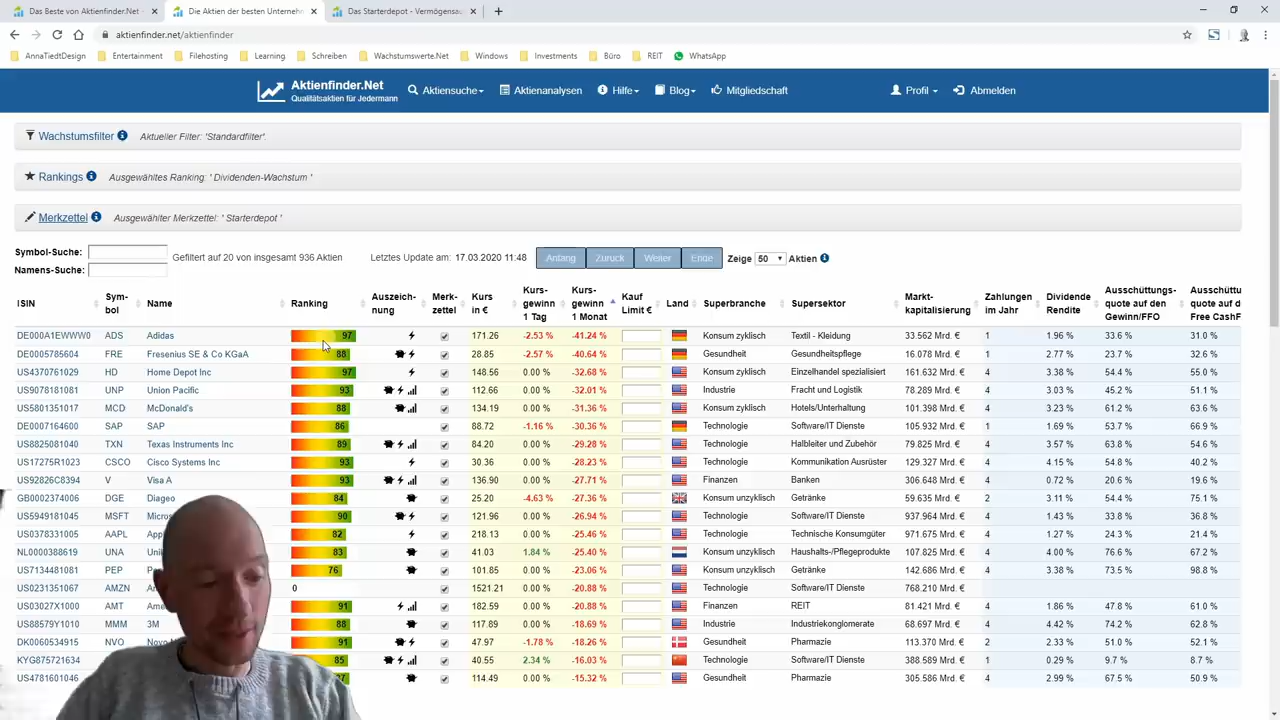 Das Beste von Aktienfinder.Net
Die Aktien der besten Unternehm
Das Starterdepot - Vermögensau
aktienfinder.net/aktienfinder
AnnaTiedtDesign Entertainment Filehosting Learning Schreiben Wachstumswerte.Net Windows Investments Büro REIT WhatsApp
Aktienfinder.Net
Qualitätsaktien für Jedermann
Aktiensuche Aktienanalysen Hilfe Blog Mitgliedschaft Profil Abmelden
Wachstumsfilter Aktueller Filter: 'Standardfilter'.
Rankings Ausgewähltes Ranking: ' Dividenden-Wachstum '
Merkzettel Ausgewählter Merkzettel: ' Starterdepot '
Symbol-Suche:
Namens-Suche:
Gefiltert auf 20 von insgesamt 936 Aktien Letztes Update am: 17.03.2020 11:48 Anfang Zurück Weiter Ende Zeige 50 Aktien
ISIN Sym-bol Name Ranking Auszeich-nung Merk-zettel Kurs in € Kurs-gewinn 1 Tag Kurs-gewinn 1 Monat Kauf Limit € Land Superbranche Supersektor Markt-kapitalisierung Zahlungen im Jahr Dividende Rendite Ausschüttungs-quote auf den Gewinn/FFO Ausschüttu quote auf de Free CashF
DE000A1EWWW0 ADS Adidas 97 171.26 -2.53 % -41.24 % Konsum zyklisch Textil - Kleidung 33.562 Mrd. € 1 1.96 % 33.6 % 31.0 %
DE0005785604 FRE Fresenius SE & Co KGaA 88 28.85 -2.57 % -40.64 % Gesundheit Gesundheitspflege 16.078 Mrd. € 1 2.77 % 23.7 % 32.6 %
US4370761029 HD Home Depot Inc 97 148.56 0.00 % -32.68 % Konsum zyklisch Einzelhandel spezialisiert 161.632 Mrd. € 4 3.38 % 54.4 % 55.0 %
US9078181081 UNP Union Pacific 93 112.66 0.00 % -32.01 % Industrie Fracht und Logistik 78.289 Mrd. € 4 3.03 % 45.2 % 51.1 %
US5801351017 MCD McDonald's 88 134.19 0.00 % -31.36 % Konsum zyklisch Hotels/Unterhaltung 101.398 Mrd. € 4 3.23 % 61.2 % 63.6 %
DE0007164600 SAP SAP 86 88.72 -1.16 % -30.36 % Technologie Software/IT Dienste 105.932 Mrd. € 1 1.69 % 53.7 % 66.9 %
US8825081040 TXN Texas Instruments Inc 89 84.20 0.00 % -29.28 % Technologie Halbleiter und Zubehör 79.825 Mrd. € 4 3.57 % 63.8 % 54.6 %
US17275R1023 CSCO Cisco Systems Inc 93 30.36 0.00 % -28.23 % Technologie Kommunikation Ausrüster 129.327 Mrd. € 4 4.15 % 54.8 % 40.2 %
US92826C8394 V Visa A 93 136.90 0.00 % -27.71 % Finanzen Banken 306.648 Mrd. € 4 0.72 % 20.6 % 19.6 %
GB0002374006 DGE Diageo 84 25.20 -4.63 % -27.36 % Konsum unzyklisch Getränke 59.635 Mrd. € 2 3.11 % 54.4 % 75.1 %
US5949181045 MSFT Micros 90 121.96 0.00 % -26.94 % Technologie Software/IT Dienste 937.964 Mrd. € 4 1.43 % 33.8 % 36.8 %
US0378331005 AAPL App 82 218.13 0.00 % -25.46 % Technologie Technische Konsumgüter 971.675 Mrd. € 4 1.27 % 24.3 % 21.4 %
NL0000388619 UNA Unil 83 41.03 1.84 % -25.40 % Konsum unzyklisch Haushalts-/Pflegeprodukte 107.825 Mrd. € 4 4.00 % 76.6 % 67.2 %
US7134481081 PEP Pe 76 101.85 0.00 % -23.06 % Konsum unzyklisch Getränke 142.686 Mrd. € 4 3.38 % 73.5 % 98.8 %
US0231351067 AMZN 0 1521.21 0.00 % -20.88 % Technologie Software/IT Dienste 768.210 Mrd. €
US03027X1000 AMT Ame 91 182.59 0.00 % -20.88 % Finanzen REIT 81.421 Mrd. € 4 1.86 % 47.8 % 61.0 %
US88579Y1010 MMM 3M 88 117.89 0.00 % -18.69 % Industrie Industriekonglomerate 68.697 Mrd. € 4 4.42 % 74.2 % 62.8 %
DK0060534915 NVO Novo N 91 47.97 -1.78 % -18.26 % Gesundheit Pharmazie 113.370 Mrd. € 2 2.33 % 51.0 % 52.1 %
KYG875721634 85 40.55 2.34 % -16.03 % Technologie Software/IT Dienste 388.589 Mrd. € 1 0.29 % 9.7 % 8.7 %
US4781601046 114.49 0.00 % -15.32 % Gesundheit Pharmazie 305.586 Mrd. € 4 2.99 % 67.5 % 50.9 %